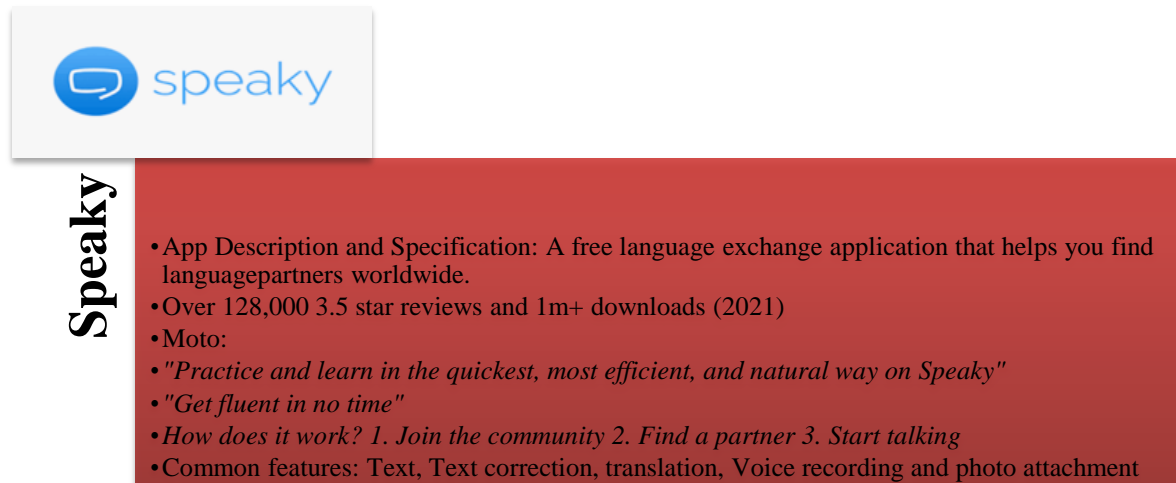 speaky
Speaky
•App Description and Specification: A free language exchange application that helps you find
languagepartners worldwide.
•Over 128,000 3.5 star reviews and 1m+ downloads (2021)
•Moto:
•"Practice and learn in the quickest, most efficient, and natural way on Speaky"
•"Get fluent in no time"
•How does it work? 1. Join the community 2. Find a partner 3. Start talking
•Common features: Text, Text correction, translation, Voice recording and photo attachment